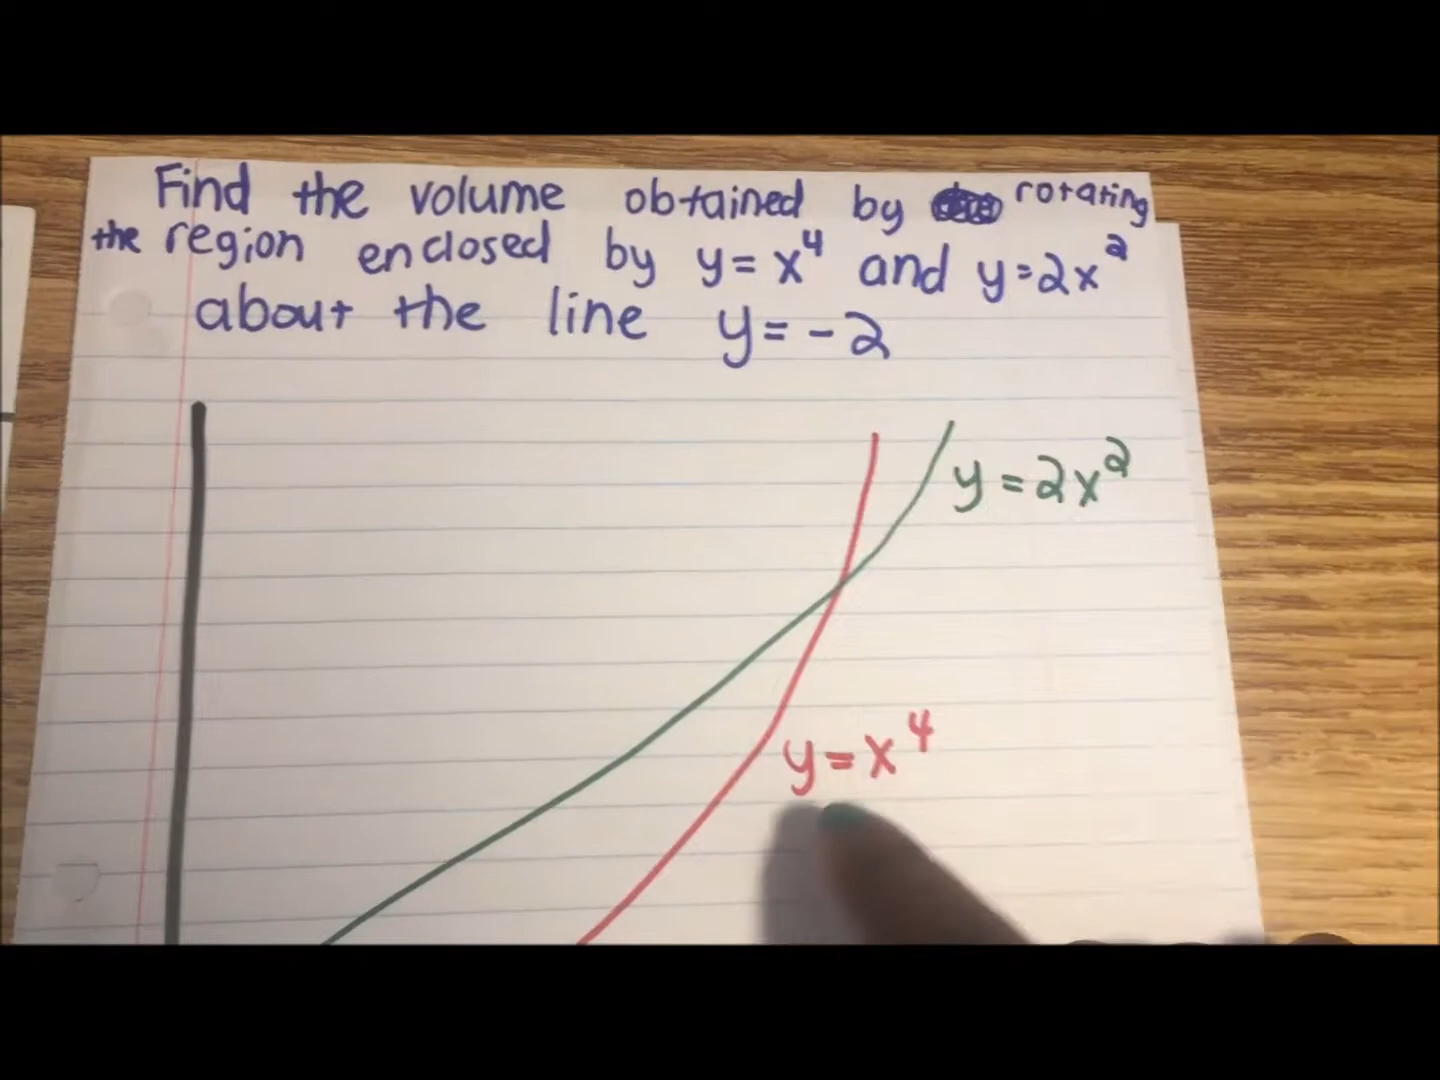 Find the volume obtained by rotating
the region enclosed by y = x⁴ and y = 2x²
about the line y = -2
y = 2x²
y = x⁴